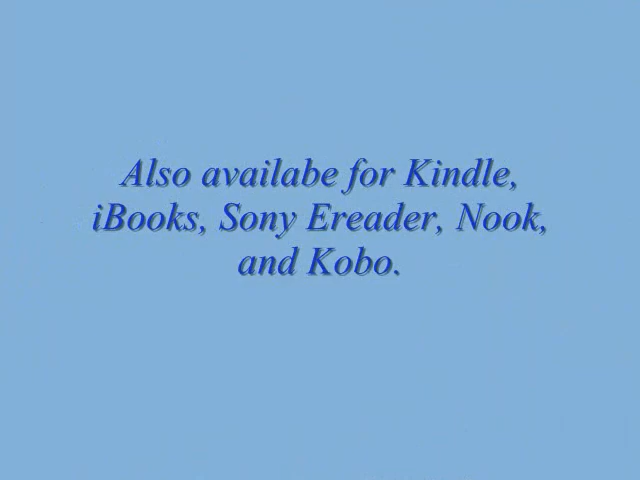 Also availabe for Kindle,
iBooks, Sony Ereader, Nook,
and Kobo.